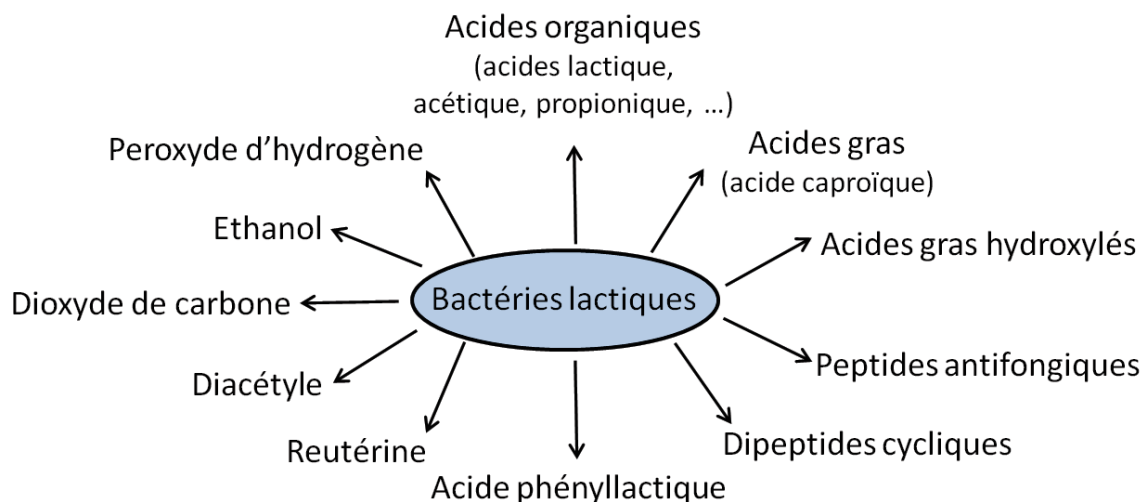 Acides organiques
(acides lactique,
acétique, propionique, ...)
Peroxyde d'hydrogène
Acides gras
(acide caproïque)
Ethanol
Acides gras hydroxylés
Dioxyde de carbone
Bactéries lactiques
Diacétyle
Peptides antifongiques
Reutérine
Dipeptides cycliques
Acide phényllactique